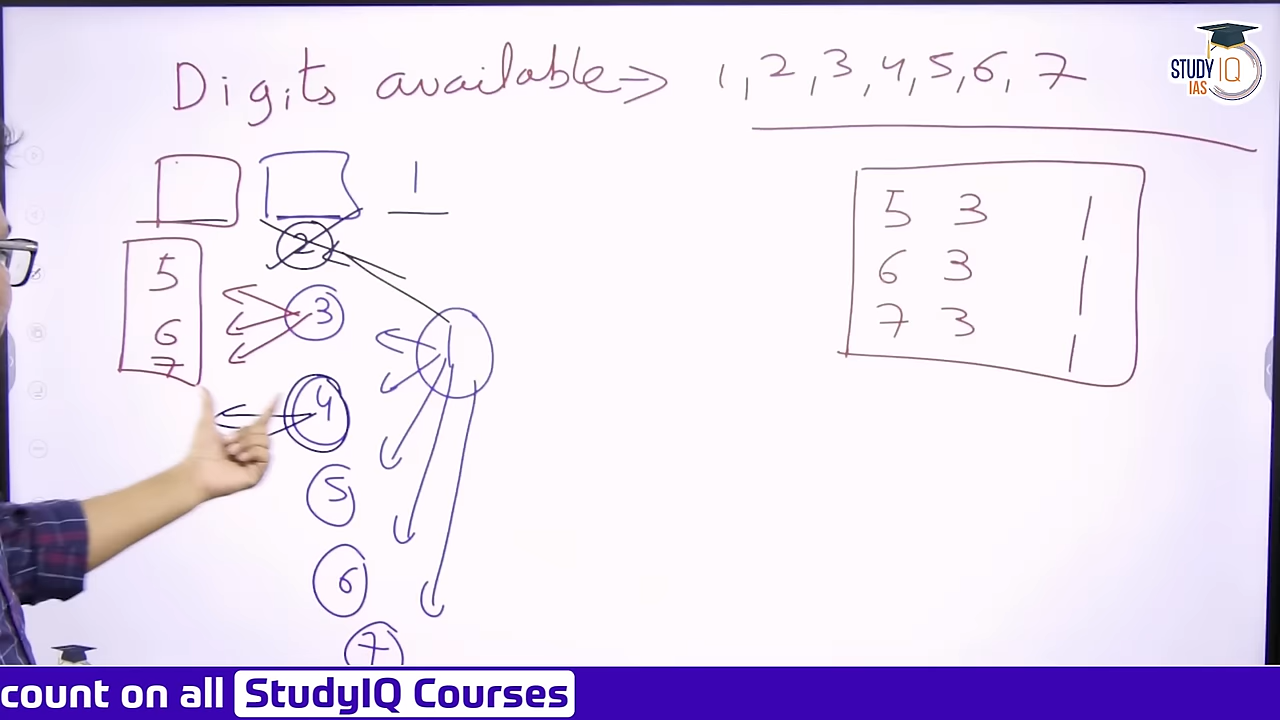 Digits available → 1, 2, 3, 4, 5, 6, 7
STUDY IQ
IAS
1
2
5
3
6
7
4
5
6
7
1
5 3 1
6 3 1
7 3 1
count on all StudyIQ Courses